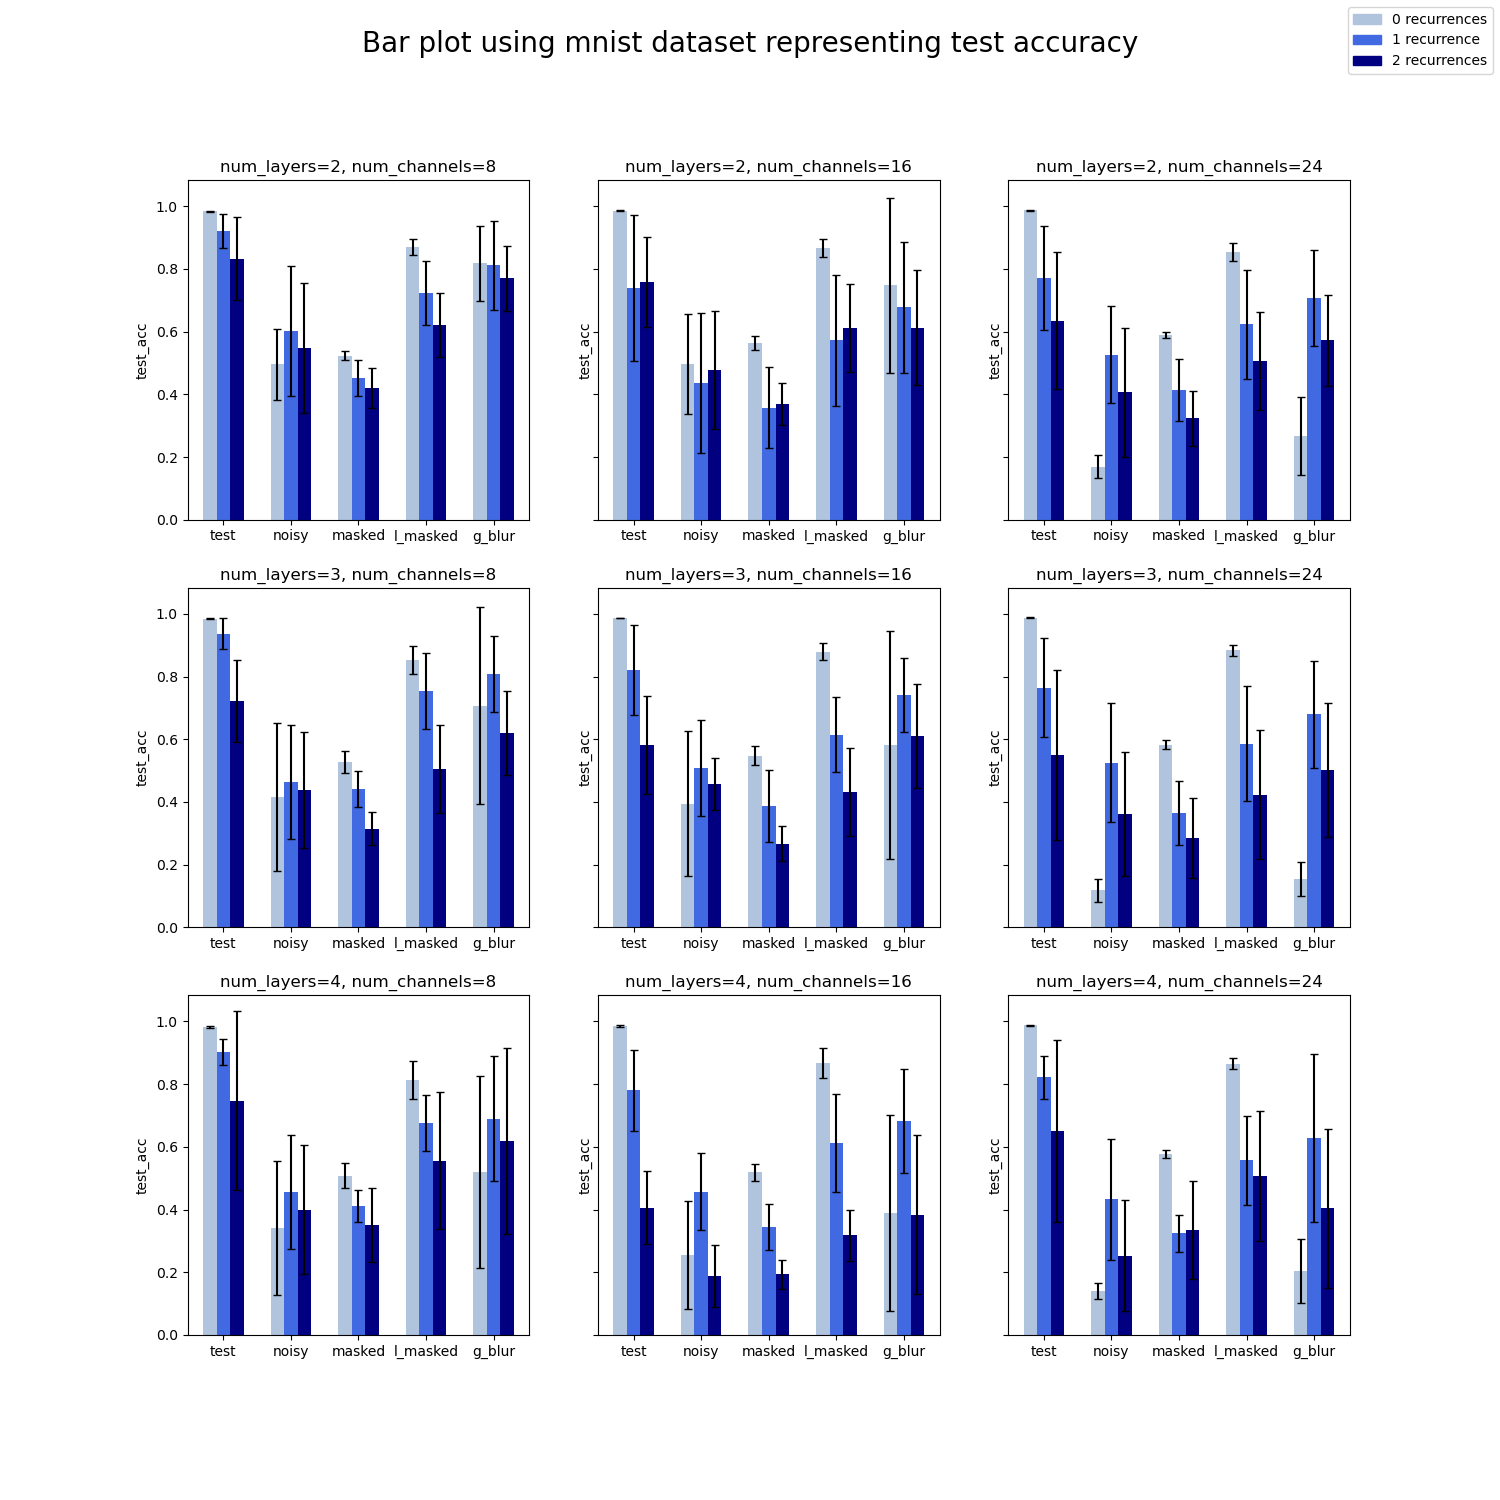 Bar plot using mnist dataset representing test accuracy
0 recurrences
1 recurrence
2 recurrences
num_layers=2, num_channels=8
test_acc
1.0
0.8
0.6
0.4
0.2
0.0
test noisy masked l_masked g_blur
num_layers=2, num_channels=16
test_acc
test noisy masked l_masked g_blur
num_layers=2, num_channels=24
test_acc
test noisy masked l_masked g_blur
num_layers=3, num_channels=8
test_acc
1.0
0.8
0.6
0.4
0.2
0.0
test noisy masked l_masked g_blur
num_layers=3, num_channels=16
test_acc
test noisy masked l_masked g_blur
num_layers=3, num_channels=24
test_acc
test noisy masked l_masked g_blur
num_layers=4, num_channels=8
test_acc
1.0
0.8
0.6
0.4
0.2
0.0
test noisy masked l_masked g_blur
num_layers=4, num_channels=16
test_acc
test noisy masked l_masked g_blur
num_layers=4, num_channels=24
test_acc
test noisy masked l_masked g_blur